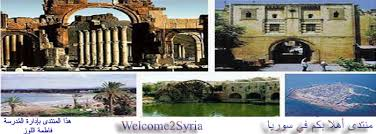 منتدى أهلا بكم في سوريا
Welcome2Syria
هذا المنتدى بإدارة المدرسة
فاطمة اللوز